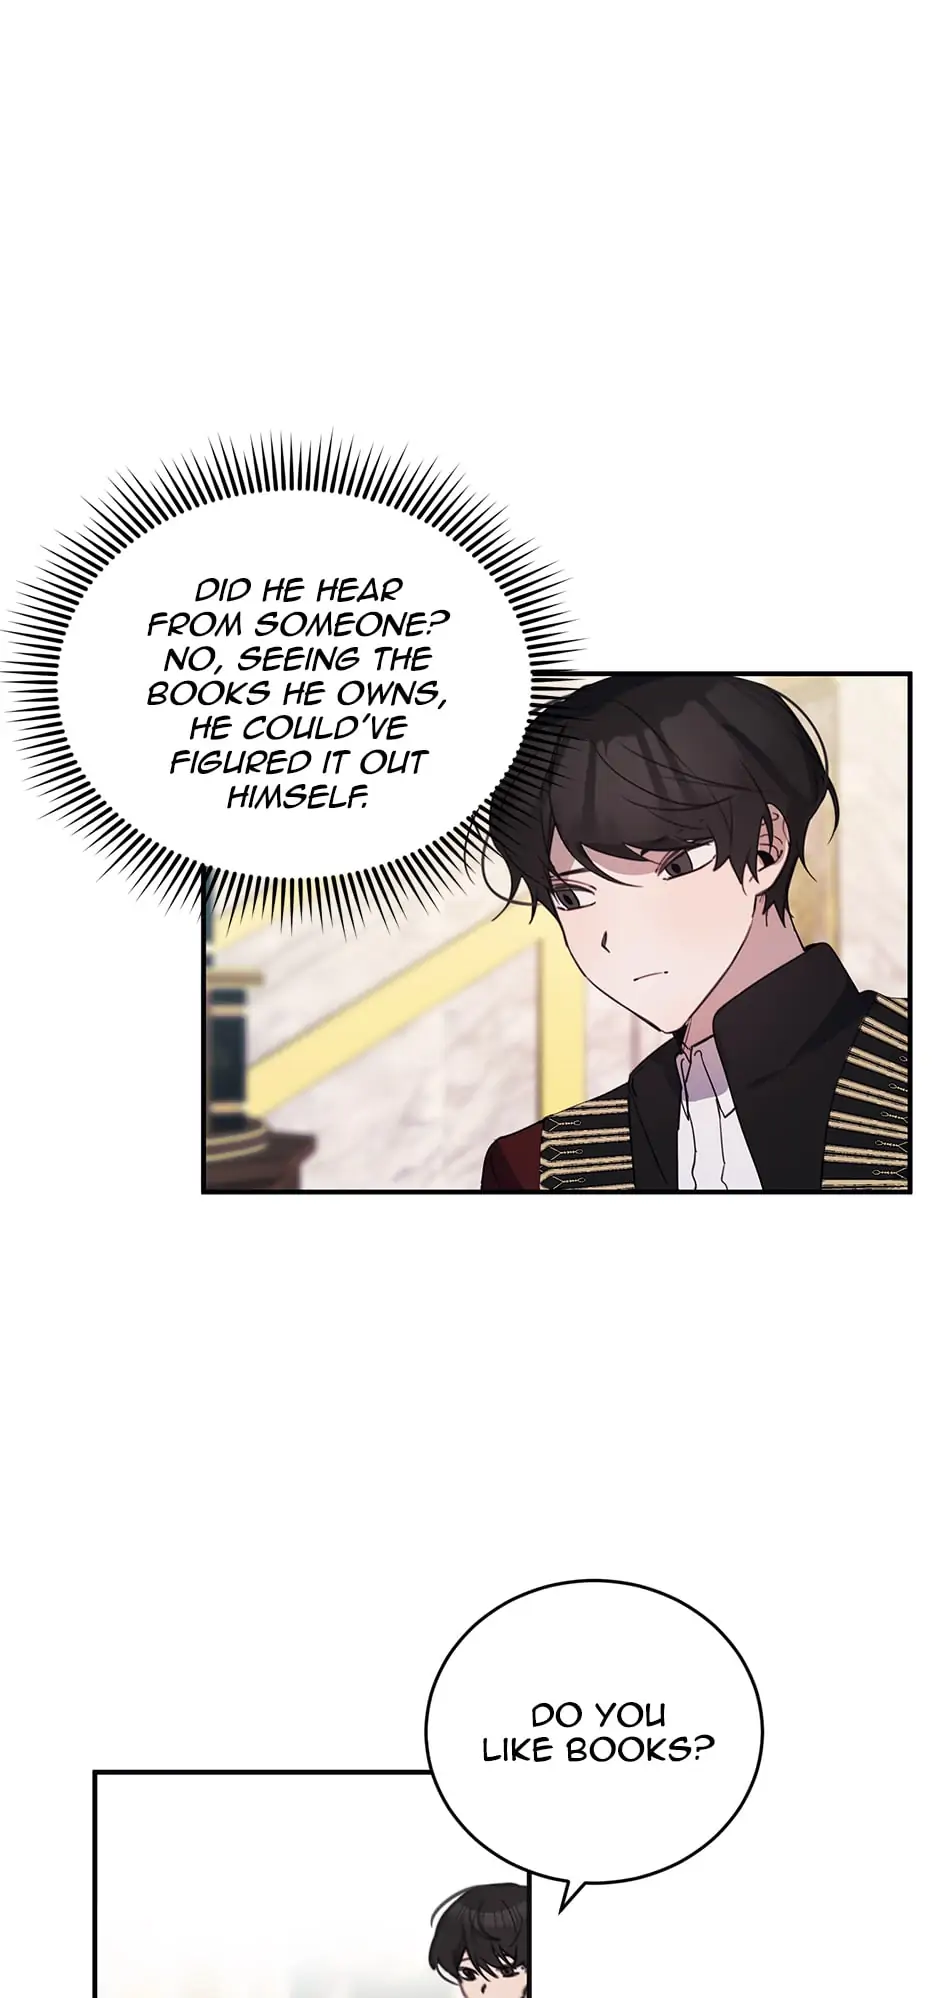 DID HE HEAR
FROM SOMEONE?
NO, SEEING THE
BOOKS HE OWNS,
HE COULD'VE
FIGURED IT OUT
HIMSELF.
DO YOU
LIKE BOOKS?